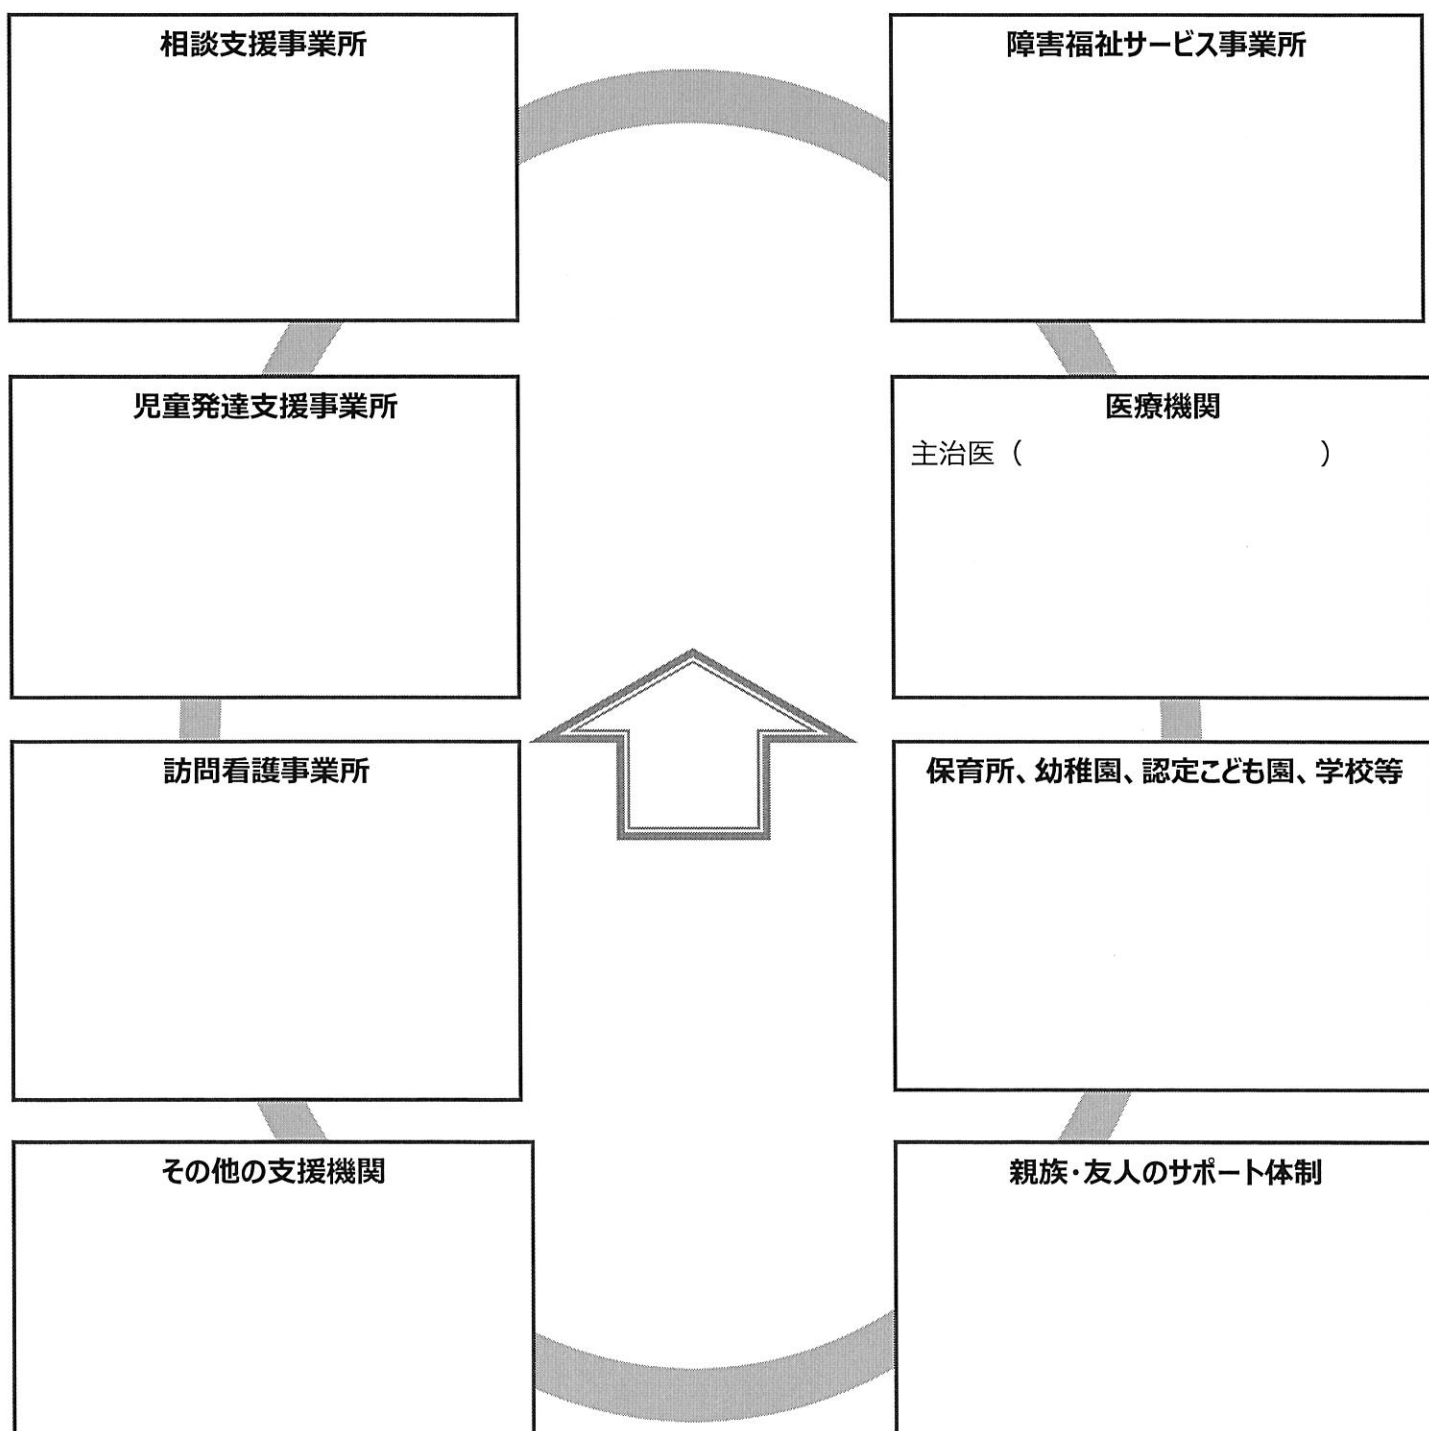 相談支援事業所
障害福祉サービス事業所
児童発達支援事業所
医療機関
主治医（　　　　　　　　　　）
訪問看護事業所
保育所、幼稚園、認定こども園、学校等
その他の支援機関
親族・友人のサポート体制